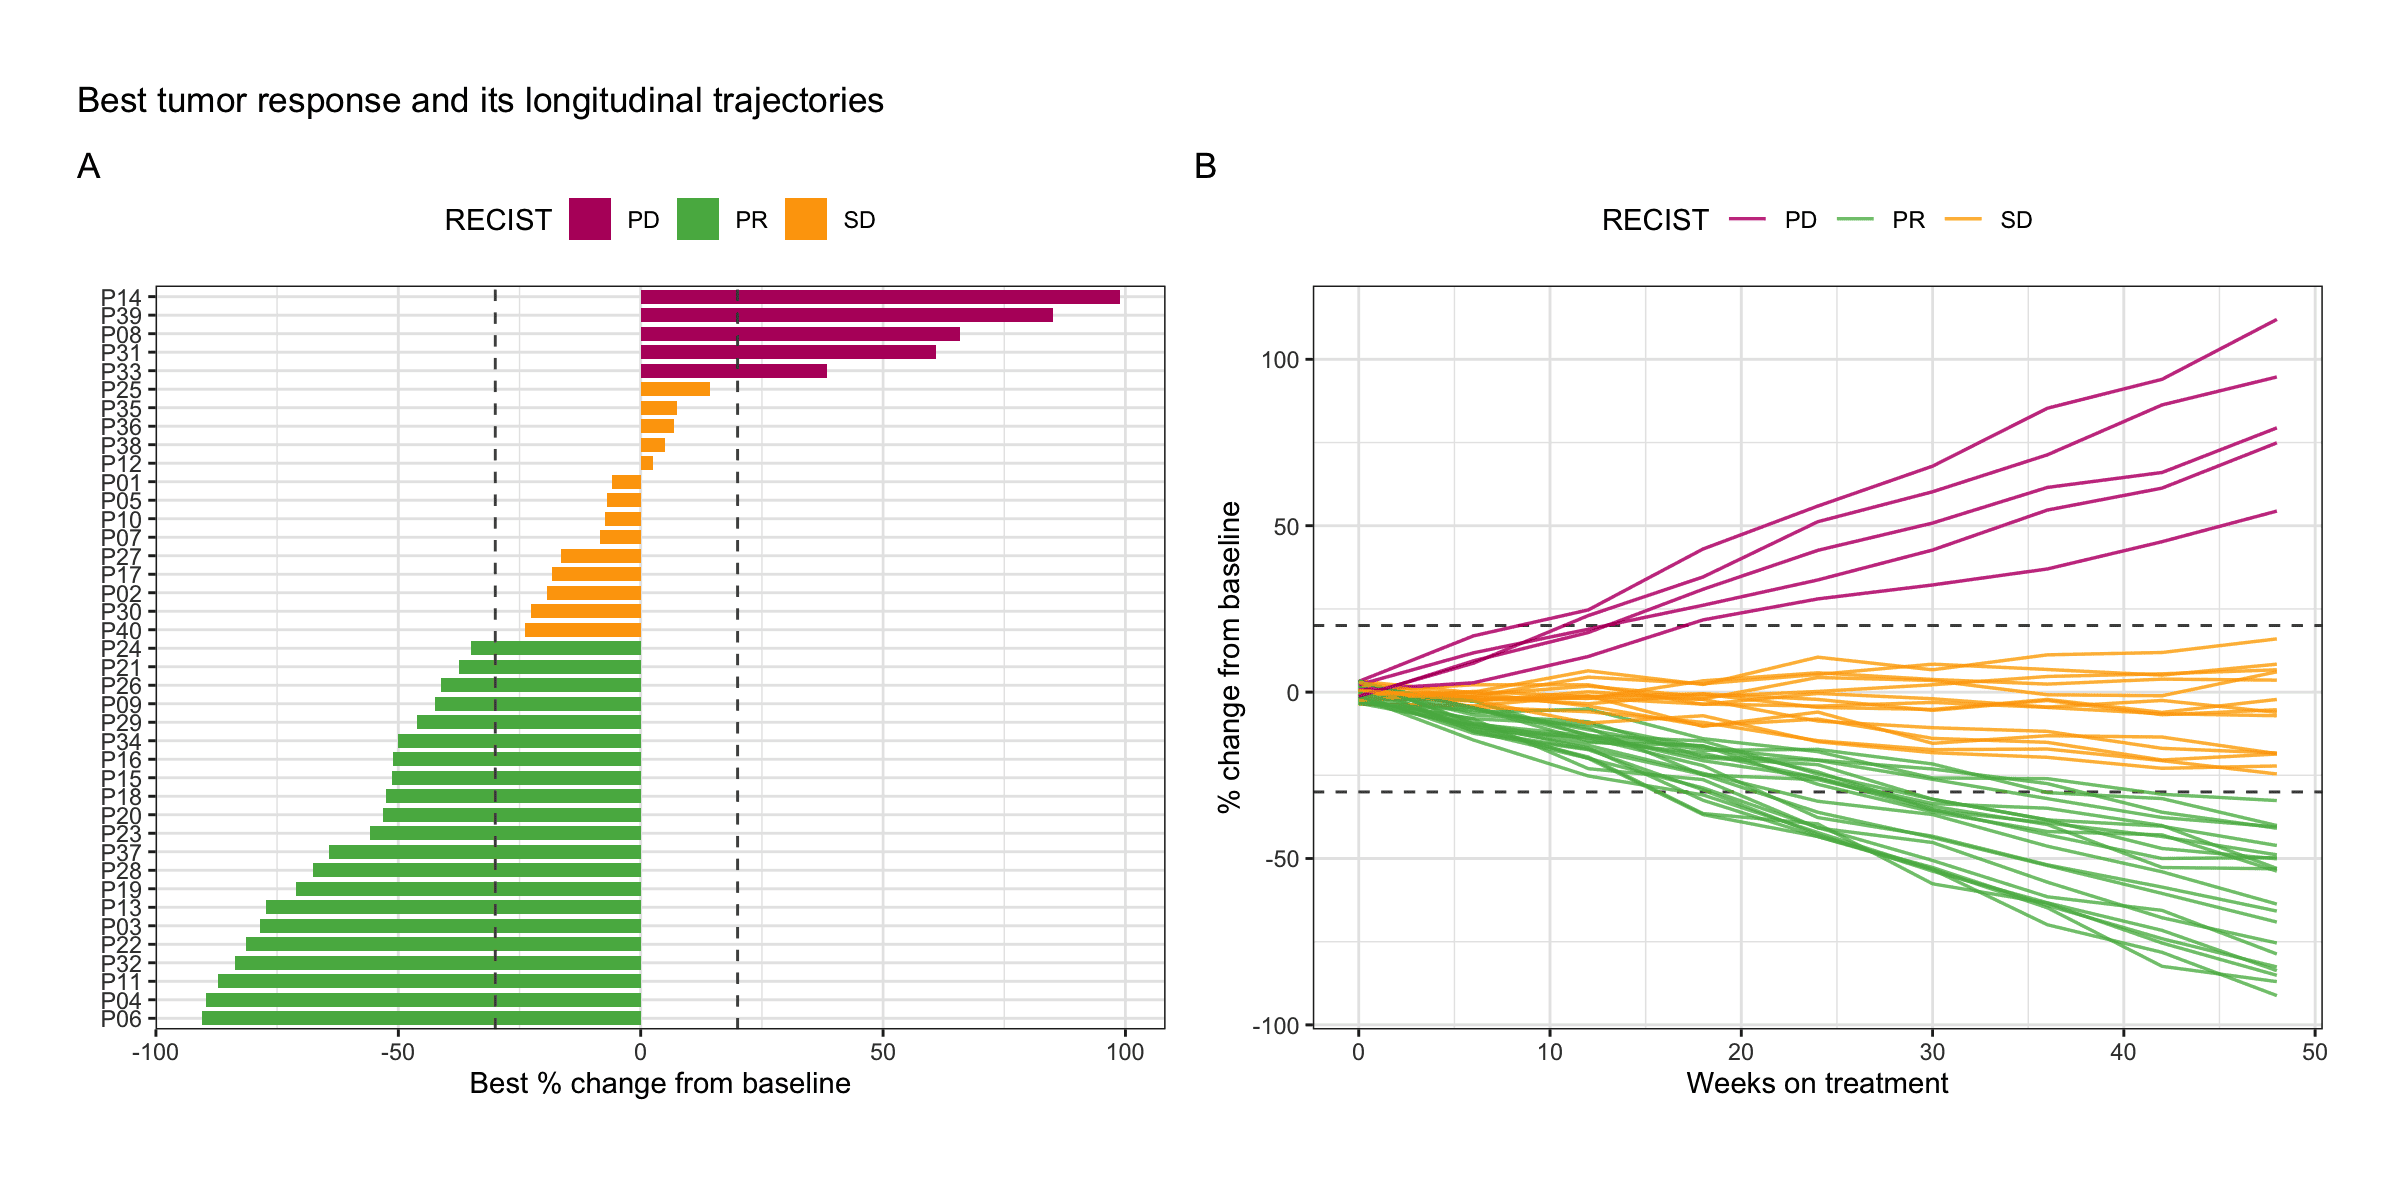 Best tumor response and its longitudinal trajectories
A
RECIST PD PR SD
P14
P39
P08
P31
P33
P25
P35
P36
P38
P12
P01
P05
P10
P07
P27
P17
P02
P30
P40
P24
P21
P26
P09
P29
P34
P16
P15
P18
P20
P23
P37
P28
P19
P13
P03
P22
P32
P11
P04
P06
-100 -50 0 50 100
Best % change from baseline
B
RECIST PD PR SD
% change from baseline
100
50
0
-50
-100
0 10 20 30 40 50
Weeks on treatment